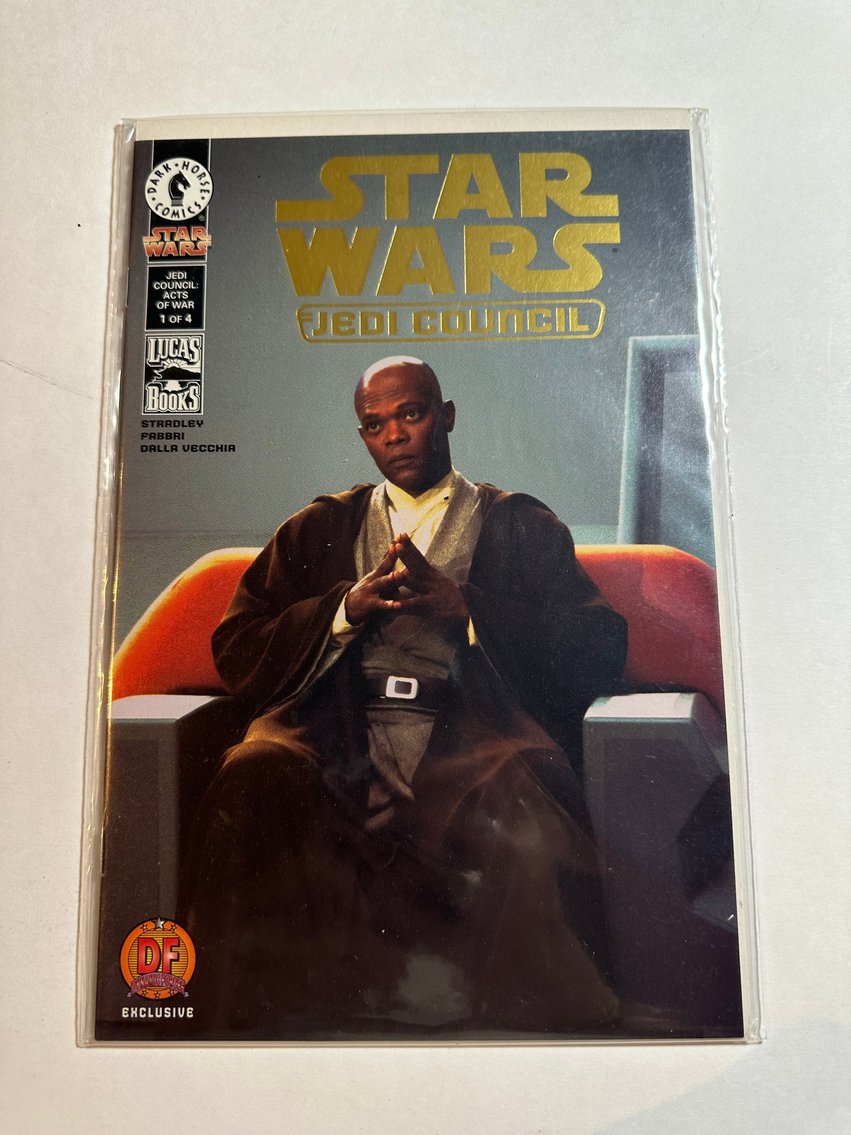 DARK HORSE
COMICS
®
STAR
WARS
JEDI
COUNCIL:
ACTS
OF WAR
1 OF 4
LUCAS
BOOKS
STRADLEY
FABBRI
DALLA VECCHIA
STAR
WARS
JEDI COUNCIL
DF
EXCLUSIVE